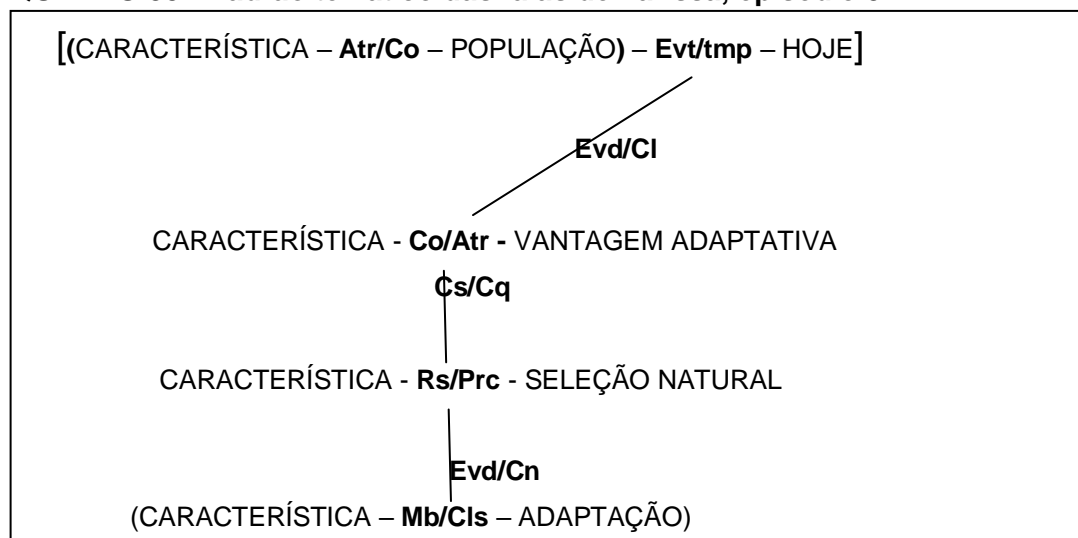 [(CARACTERÍSTICA – Atr/Co – POPULAÇÃO) – Evt/tmp – HOJE]
Evd/Cl
CARACTERÍSTICA - Co/Atr - VANTAGEM ADAPTATIVA
Cs/Cq
CARACTERÍSTICA - Rs/Prc - SELEÇÃO NATURAL
Evd/Cn
(CARACTERÍSTICA – Mb/Cls – ADAPTAÇÃO)